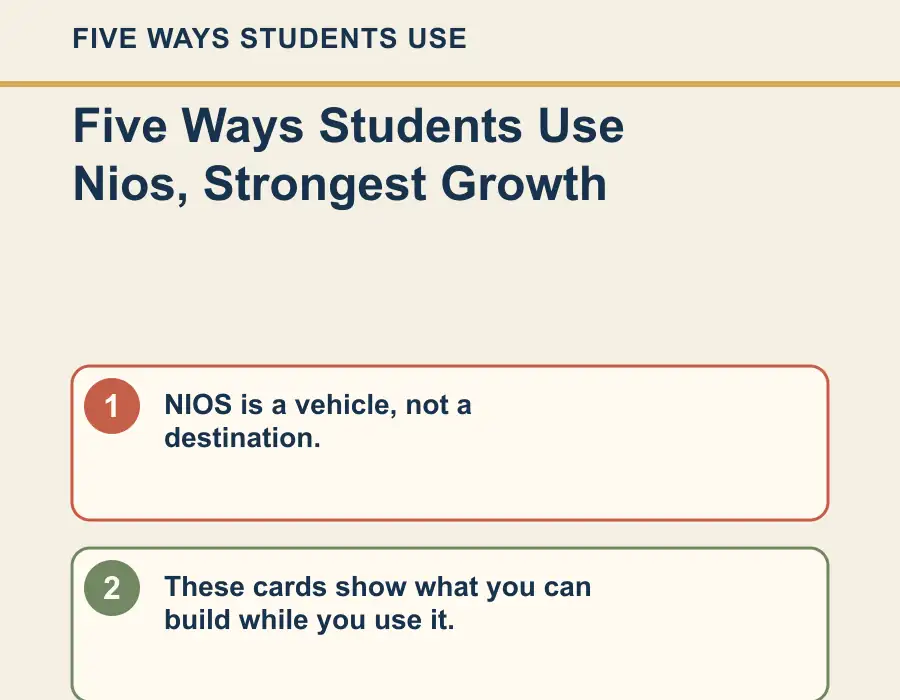 FIVE WAYS STUDENTS USE
Five Ways Students Use
Nios, Strongest Growth
1
NIOS is a vehicle, not a
destination.
2
These cards show what you can
build while you use it.